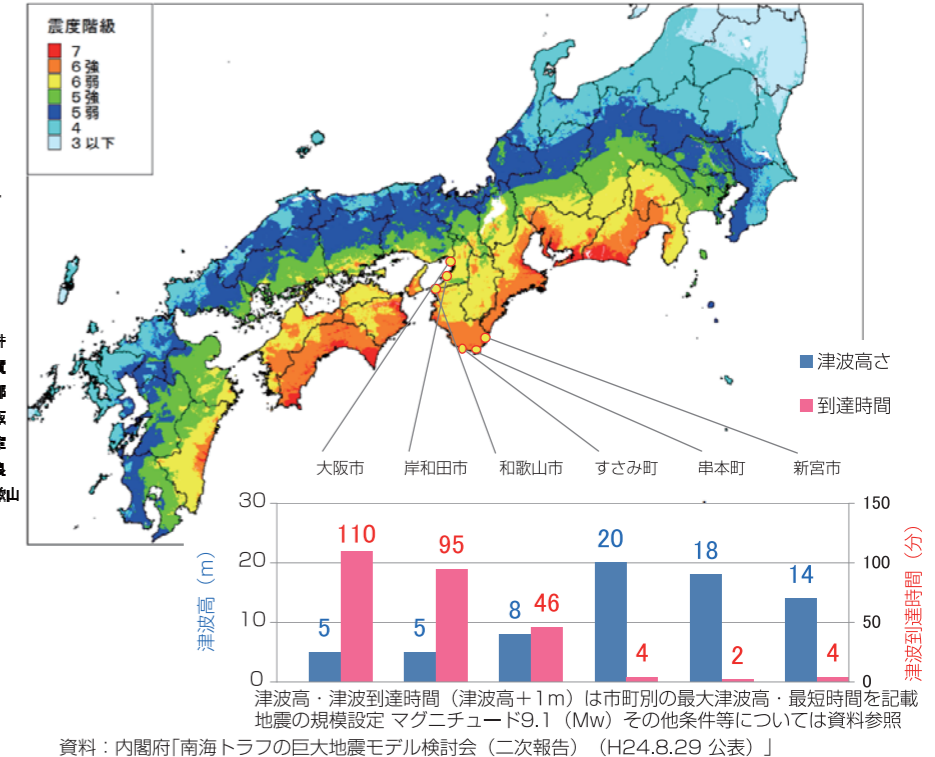 震度階級
7
6強
6弱
5強
5弱
4
3以下
津波高さ
到達時間
大阪市 岸和田市 和歌山市 すさみ町 串本町 新宮市
30
20
10
0
津波高（m）
150
100
50
0
津波到達時間（分）
5 110 5 95 8 46 20 4 18 2 14 4
津波高・津波到達時間（津波高＋1m）は市町別の最大津波高・最短時間を記載
地震の規模設定 マグニチュード9.1（Mw）その他条件等については資料参照
資料：内閣府｢南海トラフの巨大地震モデル検討会（二次報告）（H24.8.29 公表）｣